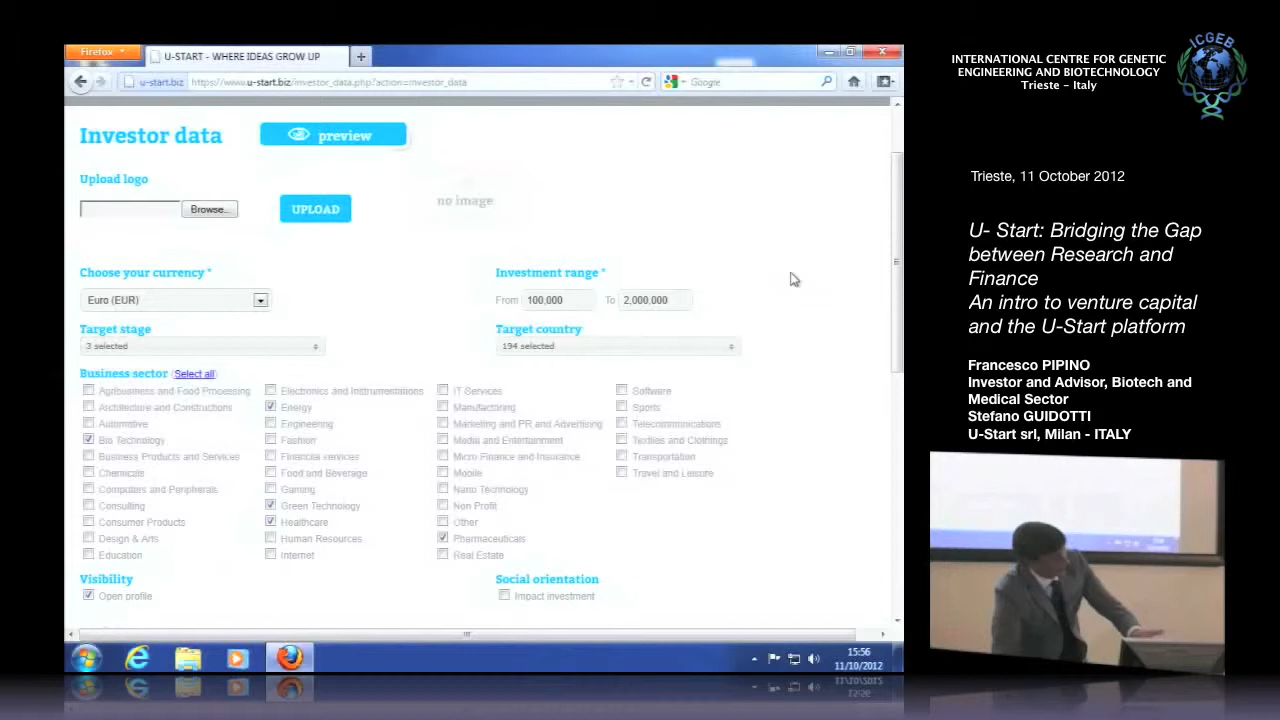 Firefox
U-START - WHERE IDEAS GROW UP
u-start.biz
https://www.u-start.biz/investor_data.php?action=investor_data
Google
Investor data
preview
Upload logo
Browse...
UPLOAD
no image
Choose your currency *
Investment range *
Euro (EUR)
From 100,000 To 2,000,000
Target stage
Target country
3 selected
194 selected
Business sector (Select all)
Agribusiness and Food Processing
Architecture and Constructions
Automotive
Bio Technology
Business Products and Services
Chemicals
Computers and Peripherals
Consulting
Consumer Products
Design & Arts
Education
Electronics and Insttrumentations
Energy
Engineering
Fashion
Financial services
Food and Beverage
Gaming
Green Technology
Healthcare
Human Resources
Internet
IT Services
Manufacturing
Marketing and PR and Advertising
Media and Entertainment
Micro Finance and Insurance
Mobile
Nano Technology
Non Profit
Other
Pharmaceuticals
Real Estate
Software
Sports
Telecommunications
Textiles and Clothings
Transportation
Travel and Leisure
Visibility
Social orientation
Open profile
Impact investment
15:56
11/10/2012
INTERNATIONAL CENTRE FOR GENETIC
ENGINEERING AND BIOTECHNOLOGY
Trieste - Italy
ICGEB
Trieste, 11 October 2012
U- Start: Bridging the Gap
between Research and
Finance
An intro to venture capital
and the U-Start platform
Francesco PIPINO
Investor and Advisor, Biotech and
Medical Sector
Stefano GUIDOTTI
U-Start srl, Milan - ITALY